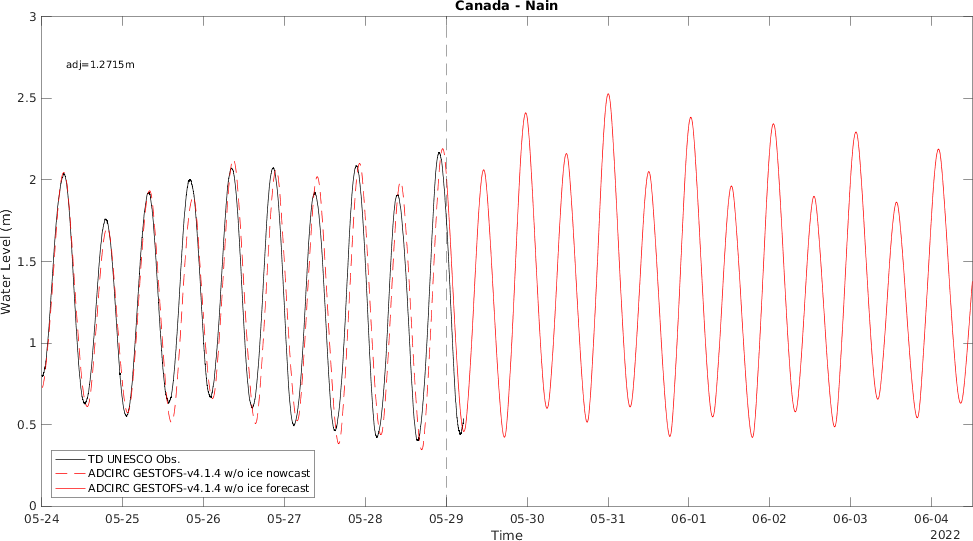 Canada - Nain
adj=1.2715m
Water Level (m)
3
2.5
2
1.5
1
0.5
0
TD UNESCO Obs.
ADCIRC GESTOFS-v4.1.4 w/o ice nowcast
ADCIRC GESTOFS-v4.1.4 w/o ice forecast
05-24 05-25 05-26 05-27 05-28 05-29 05-30 05-31 06-01 06-02 06-03 06-04
Time
2022